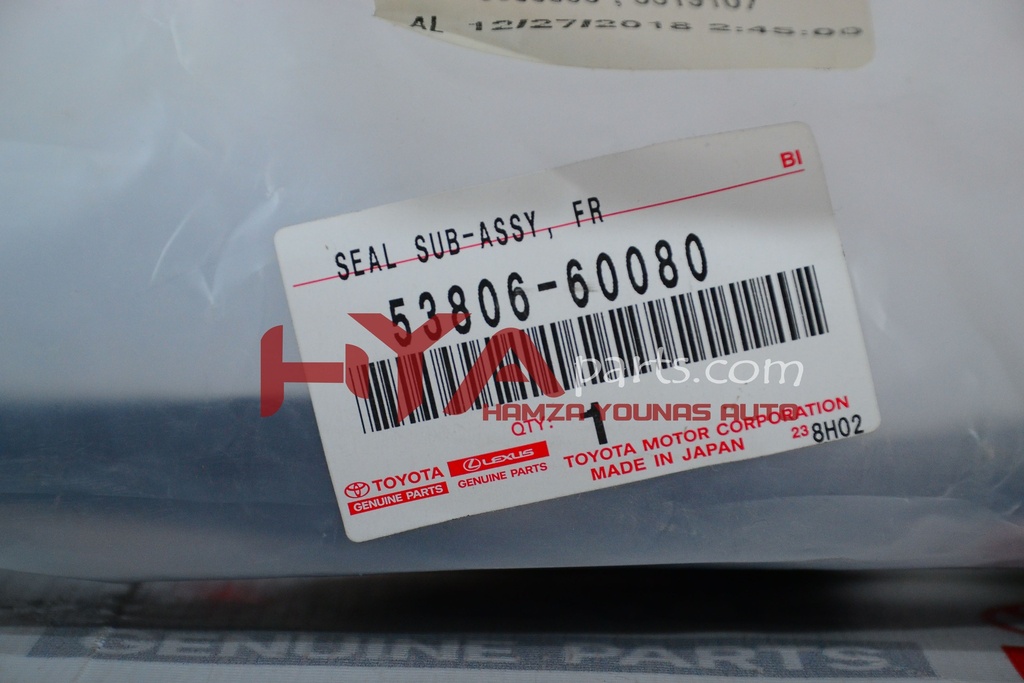 AL 12/27/2018 2:45:00
BI
SEAL SUB-ASSY, FR
53806-60080
HYA parts.com
HAMZA YOUNAS AUTO
QTY: 1
TOYOTA
GENUINE PARTS
LEXUS
GENUINE PARTS
TOYOTA MOTOR CORPORATION
MADE IN JAPAN
23 8H02
GENUINE PARTS